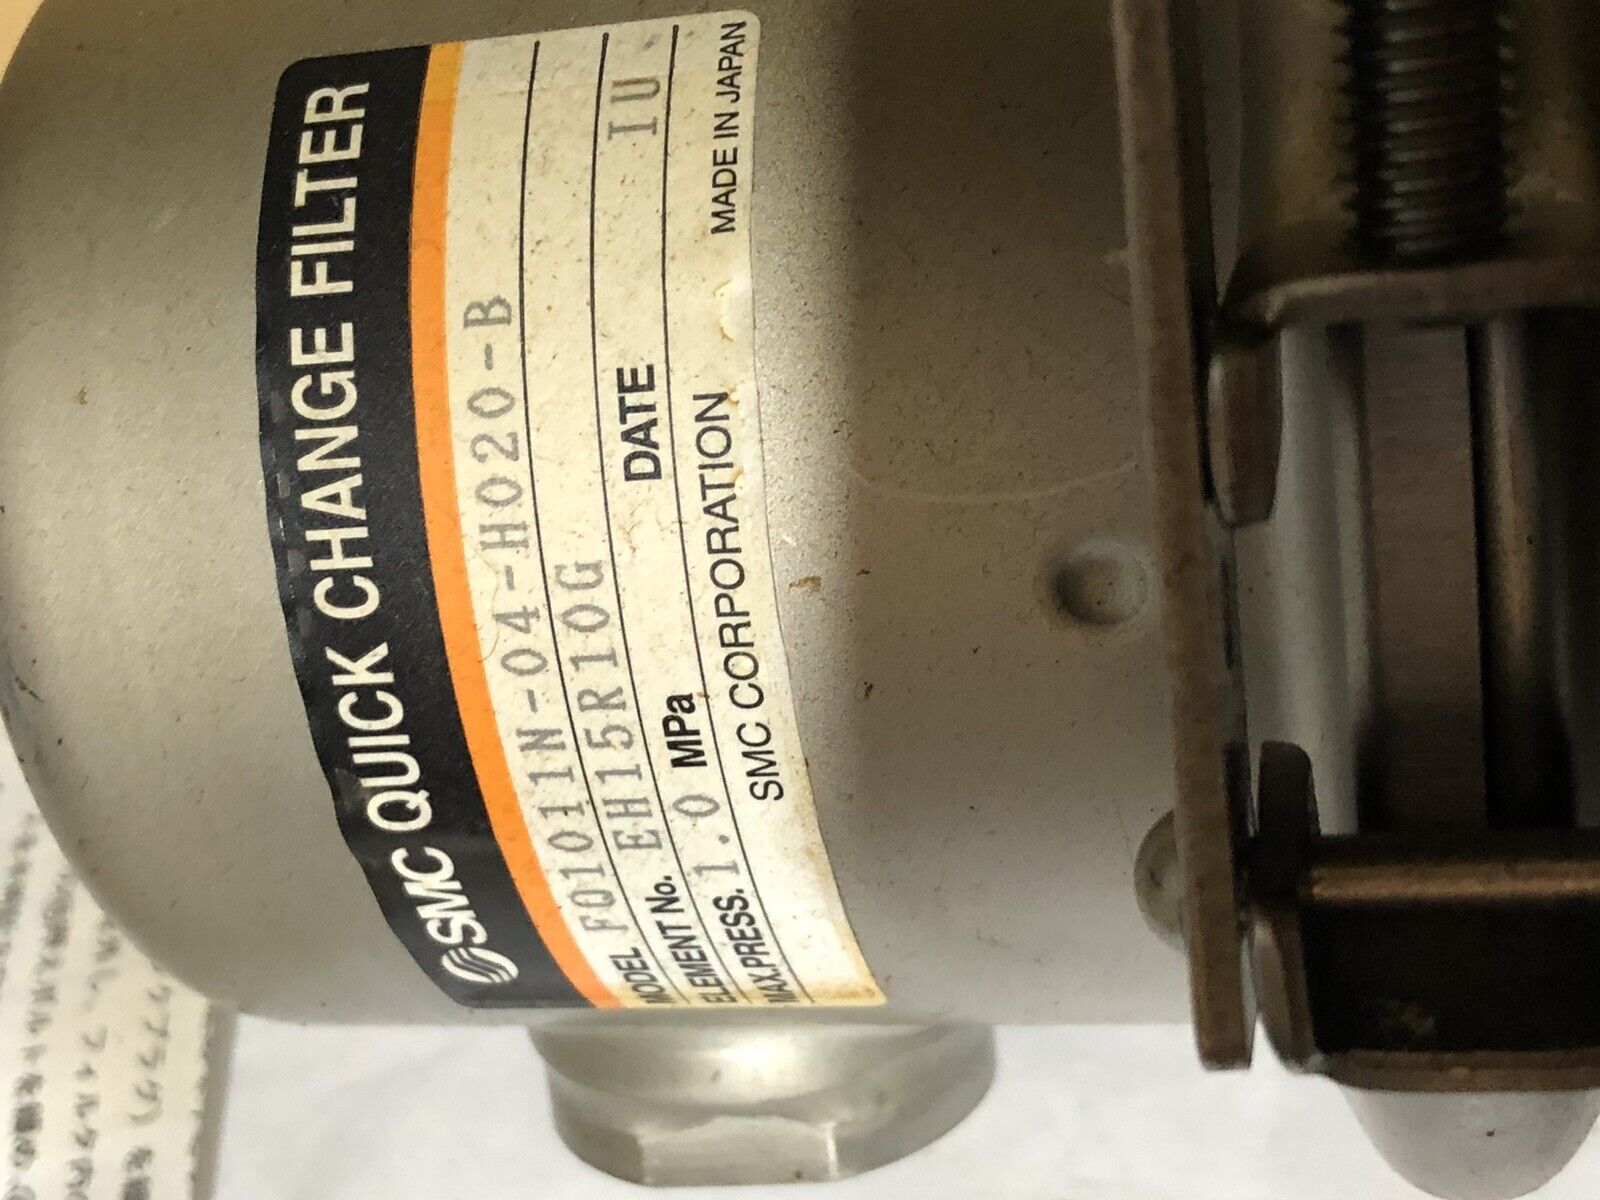 SMC QUICK CHANGE FILTER
MODEL FQ1011N-04-H020-B
ELEMENT No. EH15R10G
MAX.PRESS. 1.0 MPa DATE IU
SMC CORPORATION MADE IN JAPAN